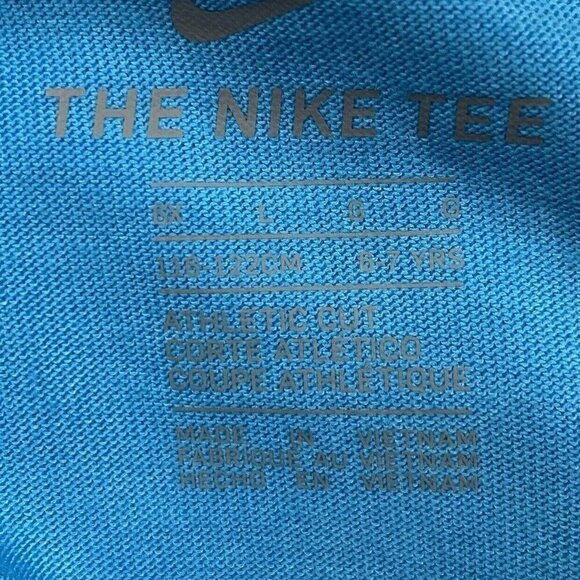 THE NIKE TEE
6X L G G
116-122CM 6-7 YRS
ATHLETIC CUT
CORTE ATLÉTICO
COUPE ATHLÉTIQUE
MADE IN VIETNAM
FABRIQUE AU VIETNAM
HECHO EN VIETNAM